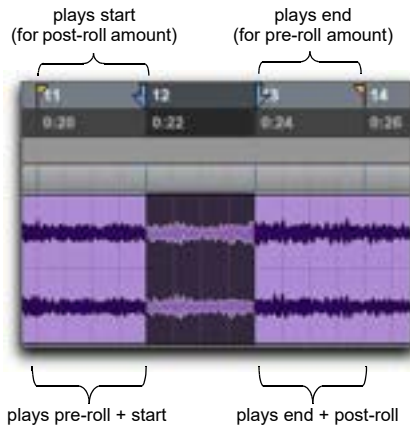 plays start
(for post-roll amount)
plays end
(for pre-roll amount)
11
12
13
14
0:20
0:22
0:24
0:26
plays pre-roll + start
plays end + post-roll